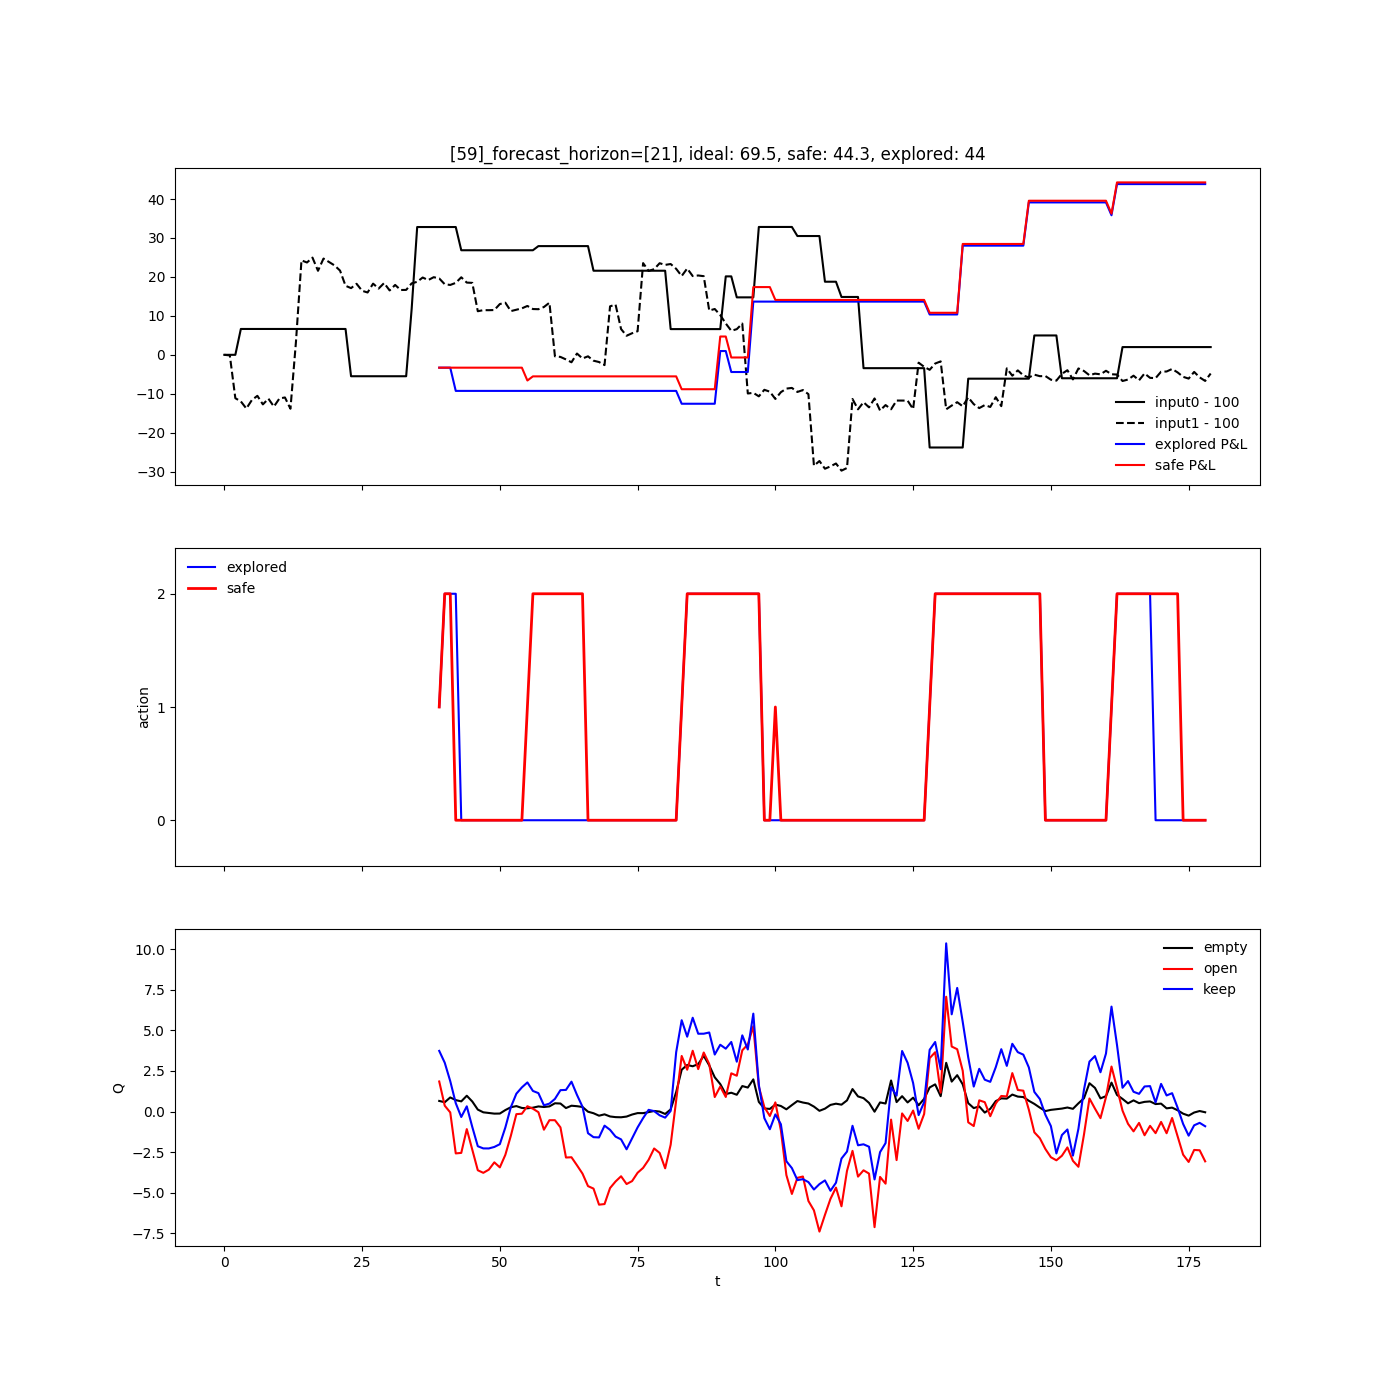 [59]_forecast_horizon=[21], ideal: 69.5, safe: 44.3, explored: 44
40
30
20
10
0
−10
−20
−30
input0 - 100
input1 - 100
explored P&L
safe P&L
explored
safe
2
1
0
action
empty
open
keep
10.0
7.5
5.0
2.5
0.0
−2.5
−5.0
−7.5
Q
0 25 50 75 100 125 150 175
t